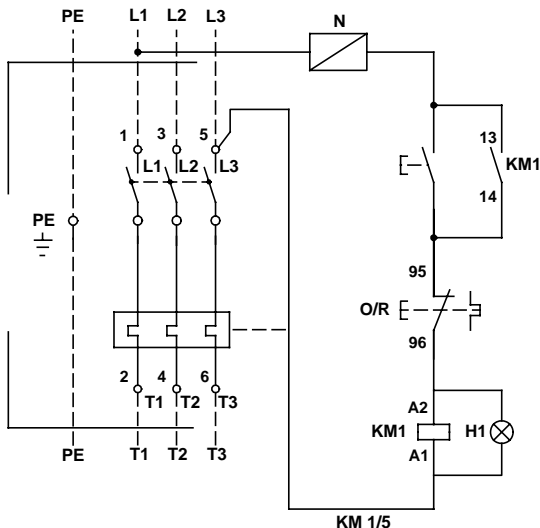 PE L1 L2 L3 N
1 3 5 13
L1 L2 L3 KM1
14
PE
95
O/R
96
2 4 6
T1 T2 T3 A2
KM1 H1
A1
PE T1 T2 T3
KM 1/5